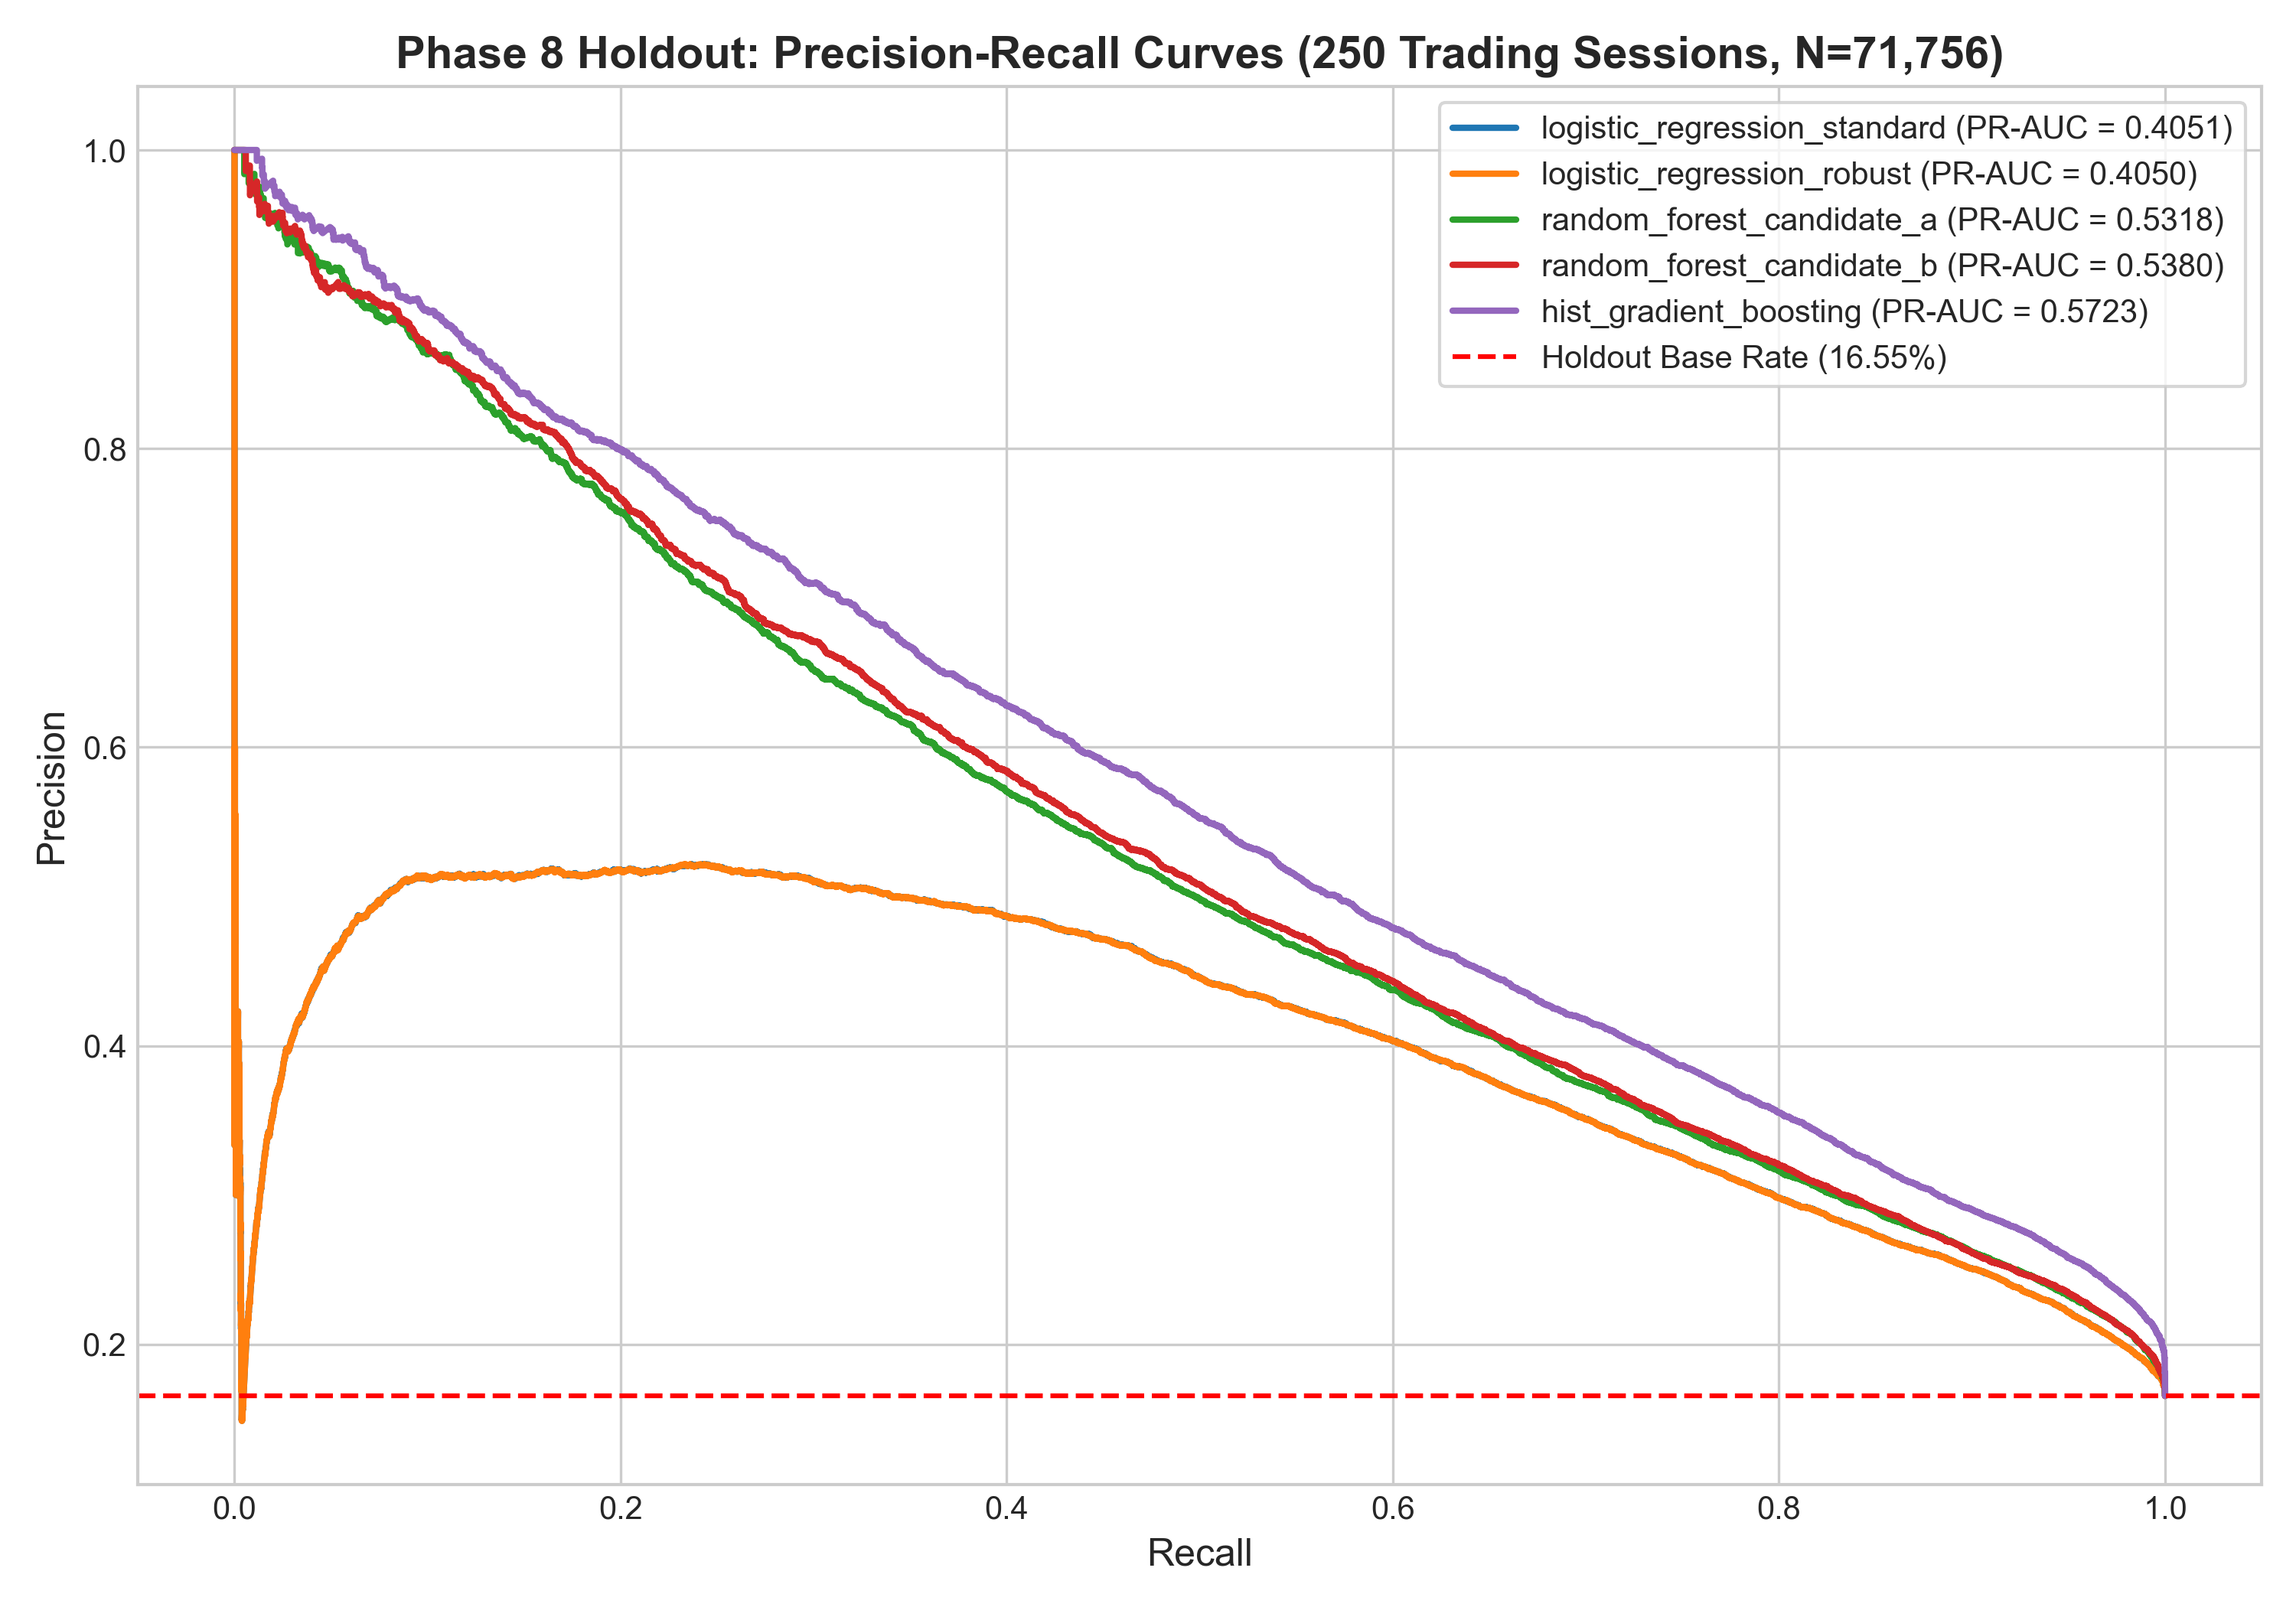 Phase 8 Holdout: Precision-Recall Curves (250 Trading Sessions, N=71,756)
logistic_regression_standard (PR-AUC = 0.4051)
logistic_regression_robust (PR-AUC = 0.4050)
random_forest_candidate_a (PR-AUC = 0.5318)
random_forest_candidate_b (PR-AUC = 0.5380)
hist_gradient_boosting (PR-AUC = 0.5723)
Holdout Base Rate (16.55%)
Precision
1.0
0.8
0.6
0.4
0.2
0.0 0.2 0.4 0.6 0.8 1.0
Recall